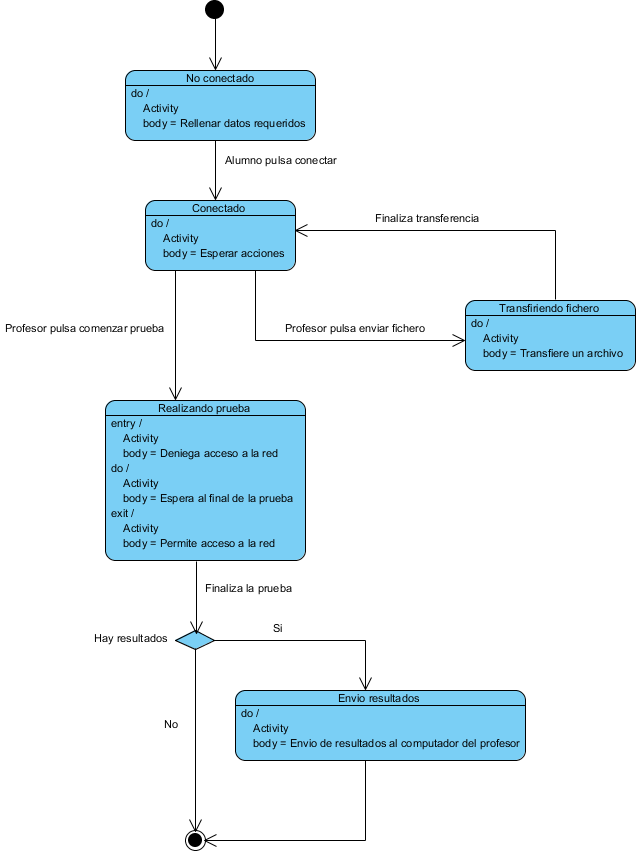 No conectado
do /
Activity
body = Rellenar datos requeridos
Alumno pulsa conectar
Conectado
do /
Activity
body = Esperar acciones
Finaliza transferencia
Profesor pulsa comenzar prueba
Profesor pulsa enviar fichero
Transfiriendo fichero
do /
Activity
body = Transfiere un archivo
Realizando prueba
entry /
Activity
body = Deniega acceso a la red
do /
Activity
body = Espera al final de la prueba
exit /
Activity
body = Permite acceso a la red
Finaliza la prueba
Hay resultados
Si
No
Envio resultados
do /
Activity
body = Envio de resultados al computador del profesor